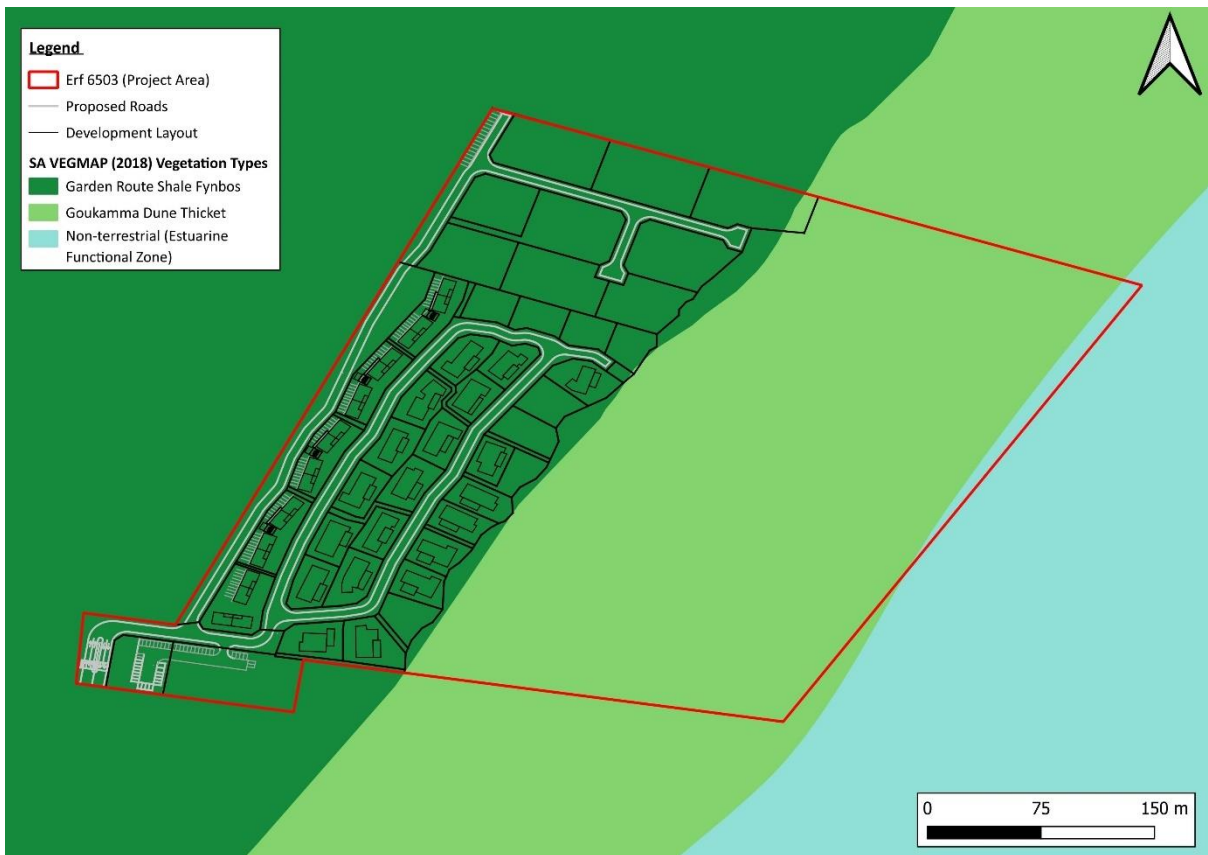 Legend
Erf 6503 (Project Area)
Proposed Roads
Development Layout
SA VEGMAP (2018) Vegetation Types
Garden Route Shale Fynbos
Goukamma Dune Thicket
Non-terrestrial (Estuarine
Functional Zone)
0 75 150 m